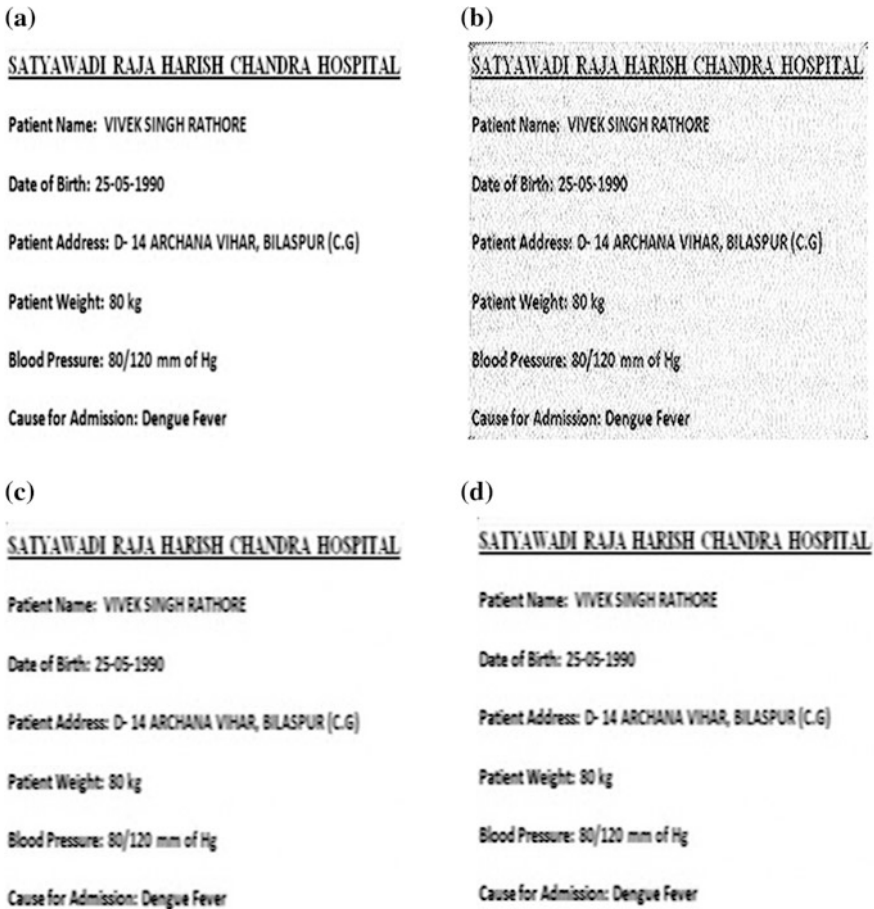 (a)
SATYAWADI RAJA HARISH CHANDRA HOSPITAL
Patient Name: VIVEK SINGH RATHORE
Date of Birth: 25-05-1990
Patient Address: D- 14 ARCHANA VIHAR, BILASPUR (C.G)
Patient Weight: 80 kg
Blood Pressure: 80/120 mm of Hg
Cause for Admission: Dengue Fever
(b)
SATYAWADI RAJA HARISH CHANDRA HOSPITAL
Patient Name: VIVEK SINGH RATHORE
Date of Birth: 25-05-1990
Patient Address: D- 14 ARCHANA VIHAR, BILASPUR (C.G)
Patient Weight: 80 kg
Blood Pressure: 80/120 mm of Hg
Cause for Admission: Dengue Fever
(c)
SATYAWADI RAJA HARISH CHANDRA HOSPITAL
Patient Name: VIVEK SINGH RATHORE
Date of Birth: 25-05-1990
Patient Address: D- 14 ARCHANA VIHAR, BILASPUR (C.G)
Patient Weight: 80 kg
Blood Pressure: 80/120 mm of Hg
Cause for Admission: Dengue Fever
(d)
SATYAWADI RAJA HARISH CHANDRA HOSPITAL
Patient Name: VIVEK SINGH RATHORE
Date of Birth: 25-05-1990
Patient Address: D- 14 ARCHANA VIHAR, BILASPUR (C.G)
Patient Weight: 80 kg
Blood Pressure: 80/120 mm of Hg
Cause for Admission: Dengue Fever